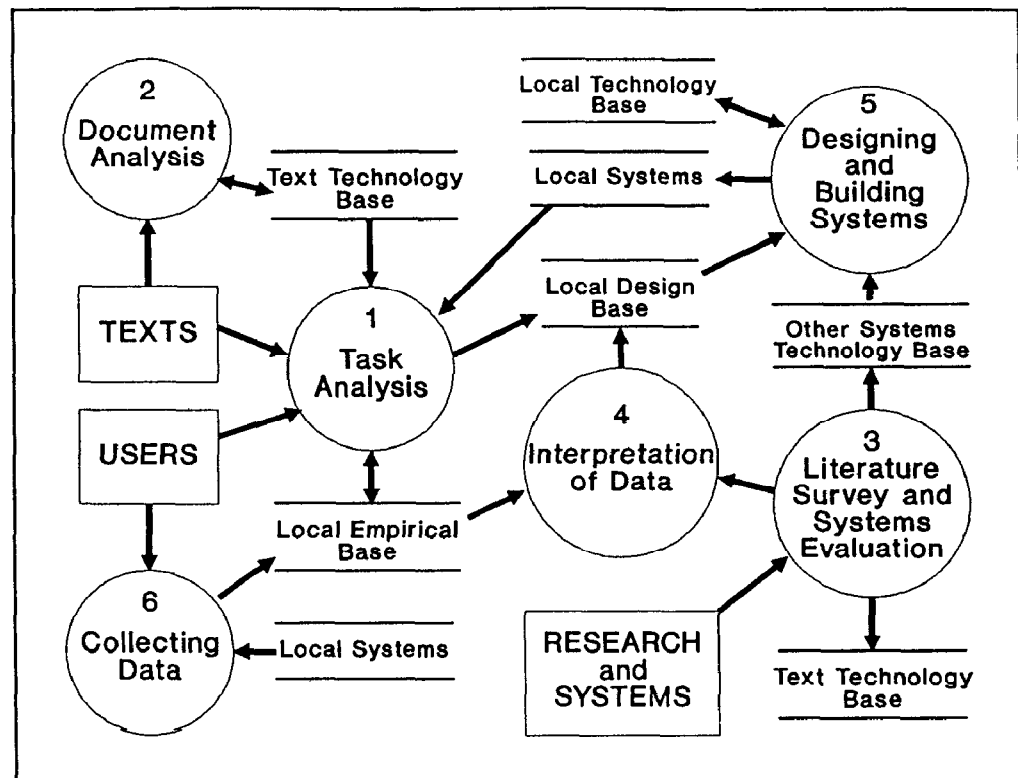 2
Document
Analysis
Text Technology
Base
Local Technology
Base
Local Systems
5
Designing
and
Building
Systems
TEXTS
1
Task
Analysis
Local Design
Base
Other Systems
Technology Base
USERS
4
Interpretation
of Data
3
Literature
Survey and
Systems
Evaluation
Local Empirical
Base
6
Collecting
Data
Local Systems
RESEARCH
and
SYSTEMS
Text Technology
Base